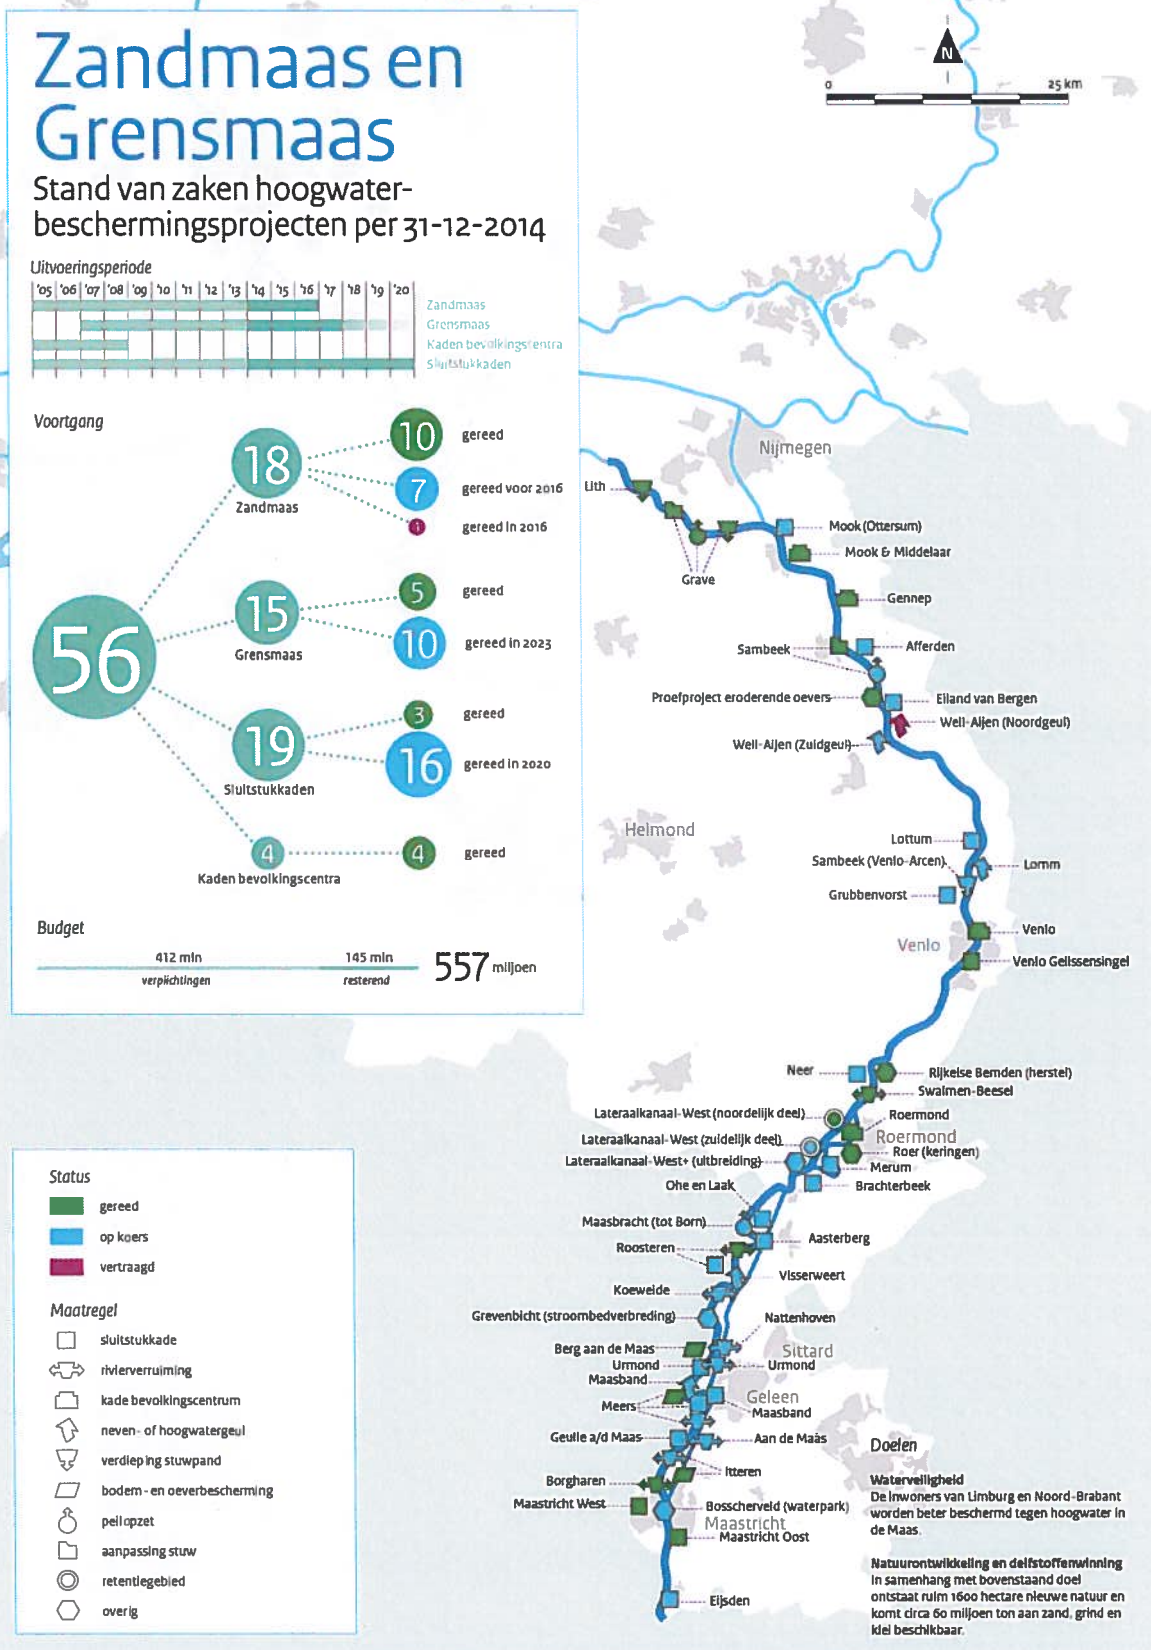 Zandmaas en
Grensmaas
Stand van zaken hoogwater-
beschermingsprojecten per 31-12-2014
Uitvoeringsperiode
'05 '06 '07 '08 '09 '10 '11 '12 '13 '14 '15 '16 '17 '18 '19 '20
Zandmaas
Grensmaas
Kaden bevolkingscentra
Sluitstukkaden
Voortgang
56
18
Zandmaas
10 gereed
7 gereed voor 2016
1 gereed in 2016
15
Grensmaas
5 gereed
10 gereed in 2023
19
Sluitstukkaden
3 gereed
16 gereed in 2020
4
Kaden bevolkingscentra
4 gereed
Budget
412 mln
verplichtingen
145 mln
resterend
557 miljoen
Status
gereed
op koers
vertraagd
Maatregel
sluitstukkade
rivierverruiming
kade bevolkingscentrum
neven- of hoogwatergeul
verdieping stuwpand
bodem- en oeverbescherming
peilopzet
aanpassing stuw
retentiegebied
overig
N
0 25 km
Nijmegen
Lith
Mook (Ottersum)
Mook & Middelaar
Grave
Gennep
Sambeek
Afferden
Proefproject eroderende oevers
Eiland van Bergen
Well-Aijen (Noordgeul)
Well-Aijen (Zuidgeul)
Helmond
Lottum
Sambeek (Venlo-Arcen)
Lomm
Grubbenvorst
Venlo
Venlo
Venlo Gelissensingel
Neer
Rijkelse Bemden (herstel)
Swalmen-Beesel
Lateraalkanaal-West (noordelijk deel)
Roermond
Roermond
Lateraalkanaal-West (zuidelijk deel)
Roer (keringen)
Lateraalkanaal-West+ (uitbreiding)
Merum
Ohe en Laak
Brachterbeek
Maasbracht (tot Born)
Aasterberg
Roosteren
Visserweert
Koeweide
Grevenbicht (stroombedverbreding)
Nattenhoven
Berg aan de Maas
Sittard
Urmond
Urmond
Maasband
Geleen
Meers
Maasband
Geulle a/d Maas
Aan de Maas
Itteren
Borgharen
Maastricht West
Bosscherveld (waterpark)
Maastricht
Maastricht Oost
Eijsden
Doelen
Waterveiligheid
De inwoners van Limburg en Noord-Brabant
worden beter beschermd tegen hoogwater in
de Maas.
Natuurontwikkeling en delfstoffenwinning
In samenhang met bovenstaand doel
ontstaat ruim 1600 hectare nieuwe natuur en
komt circa 60 miljoen ton aan zand, grind en
klei beschikbaar.